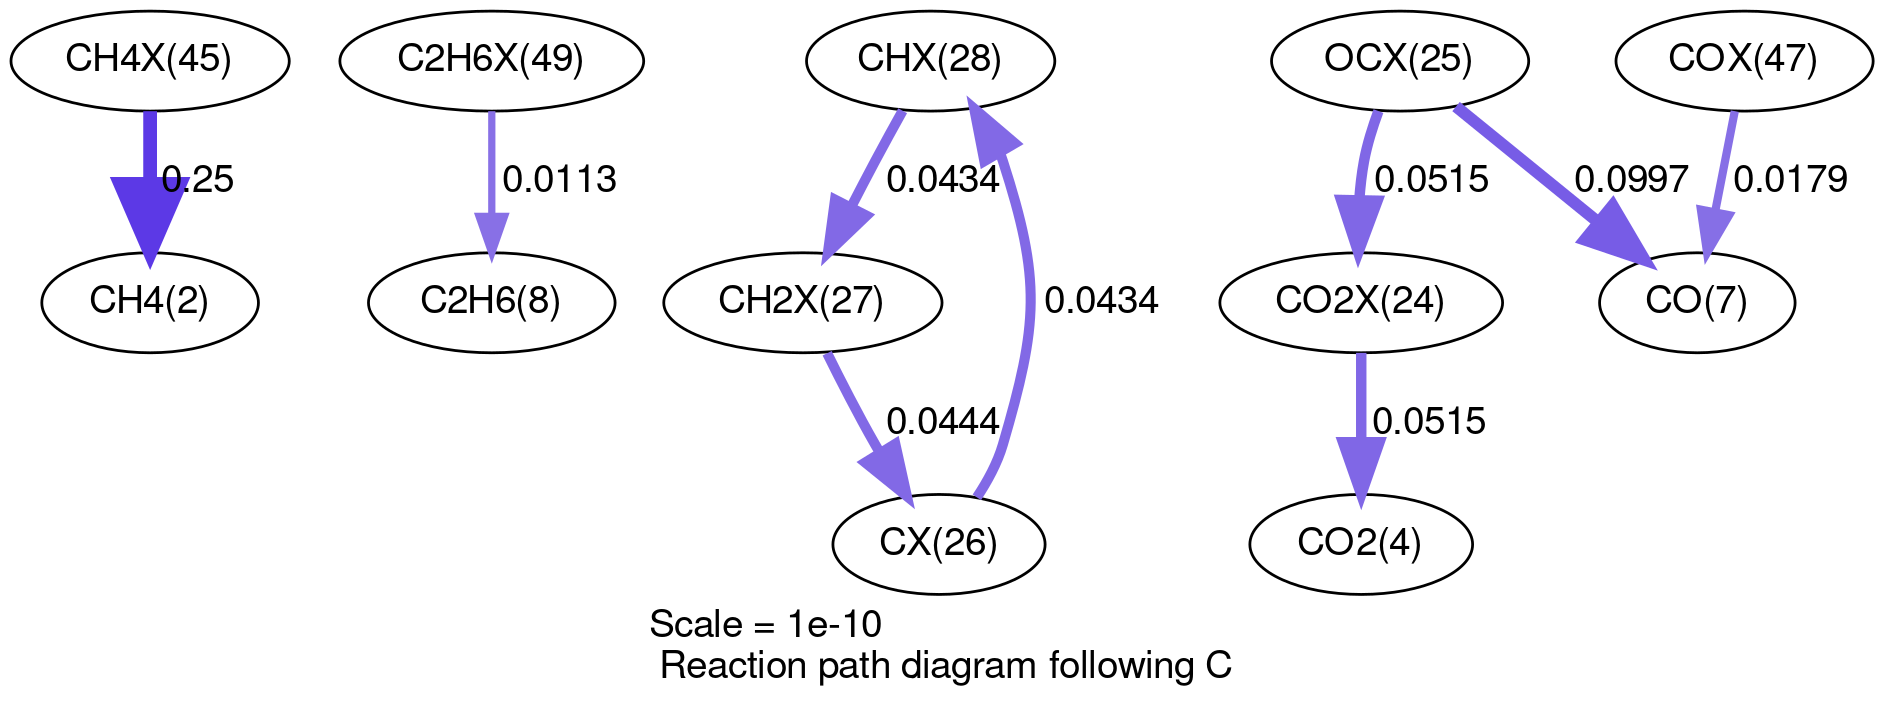 CH4X(45)
C2H6X(49)
CHX(28)
OCX(25)
COX(47)
0.25
0.0113
0.0434
0.0515
0.0997
0.0179
CH4(2)
C2H6(8)
CH2X(27)
0.0434
CO2X(24)
CO(7)
0.0444
0.0515
CX(26)
CO2(4)
Scale = 1e-10
Reaction path diagram following C